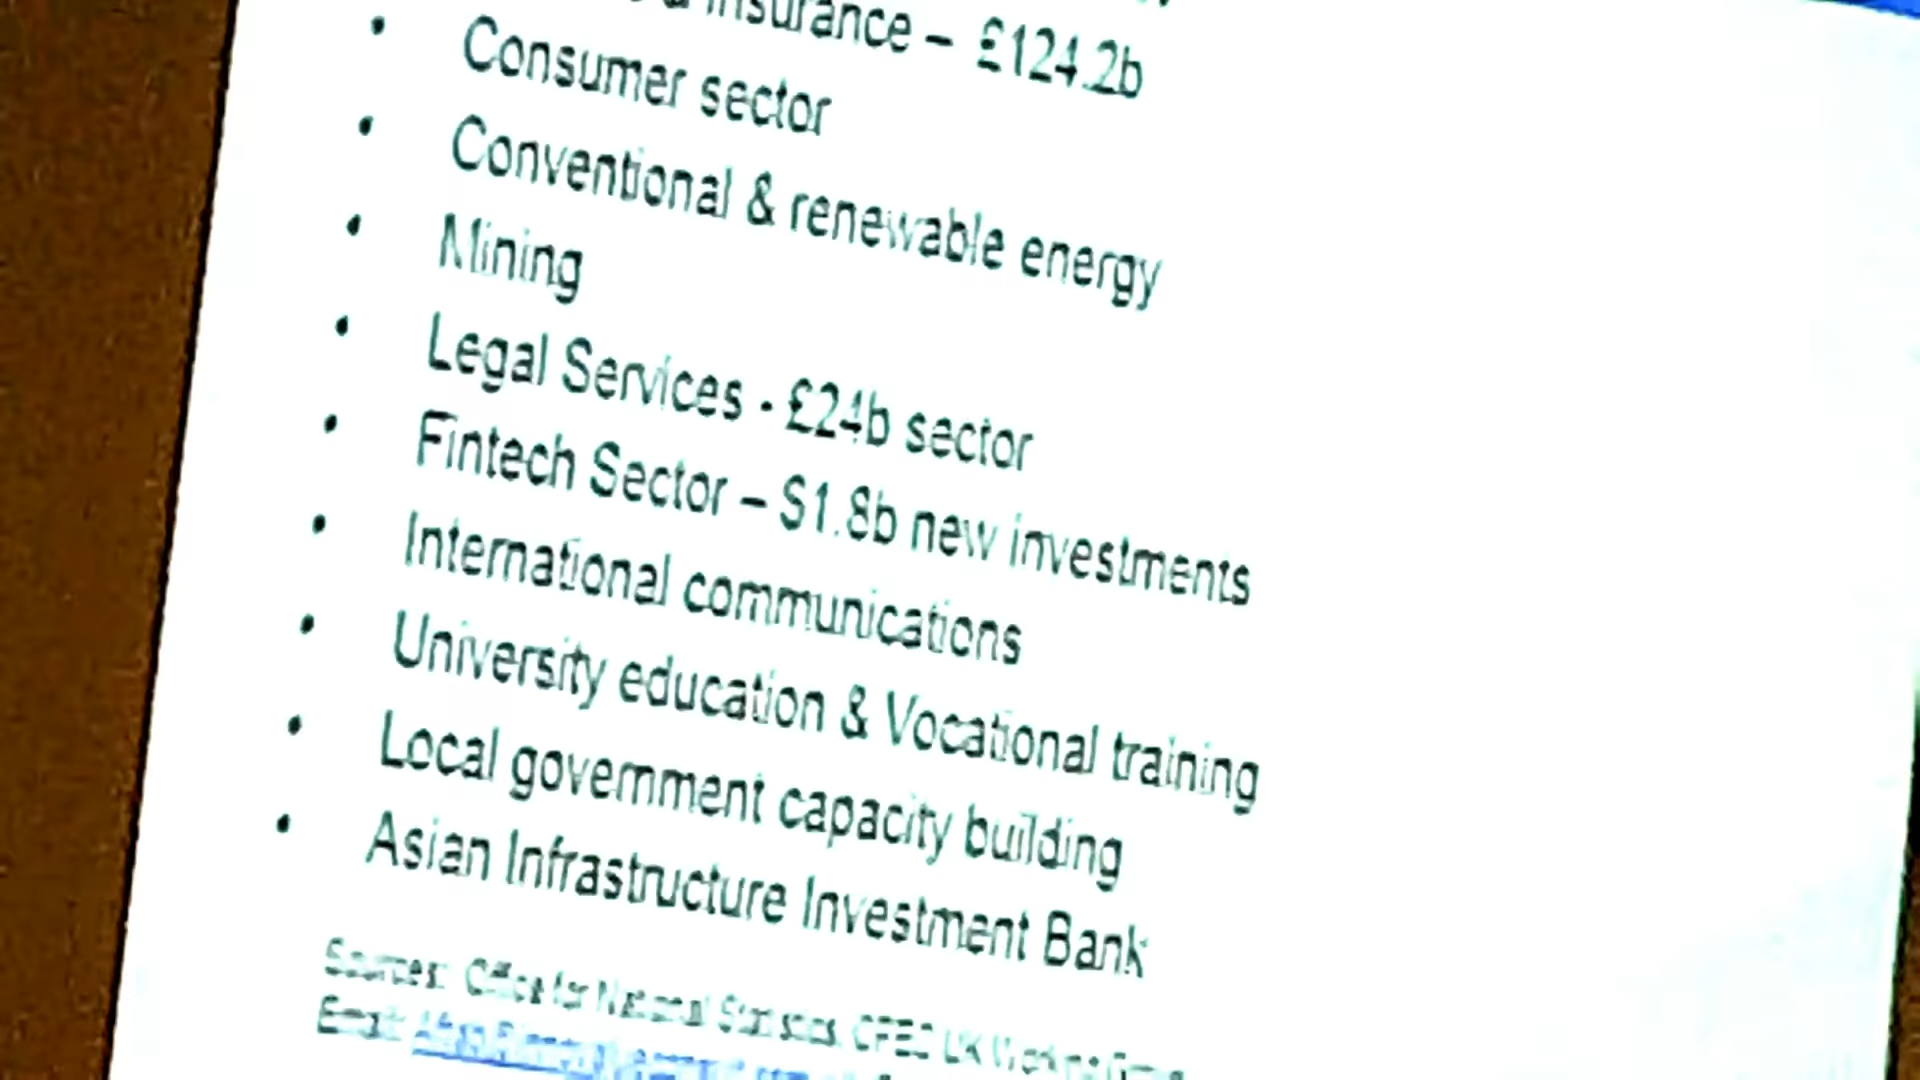 insurance – £124.2b
• Consumer sector
• Conventional & renewable energy
• Mining
• Legal Services - £24b sector
• Fintech Sector – $1.8b new investments
• International communications
• University education & Vocational training
• Local government capacity building
• Asian Infrastructure Investment Bank
Sources: Office for National Statistics, CPEC UK Working
Email: